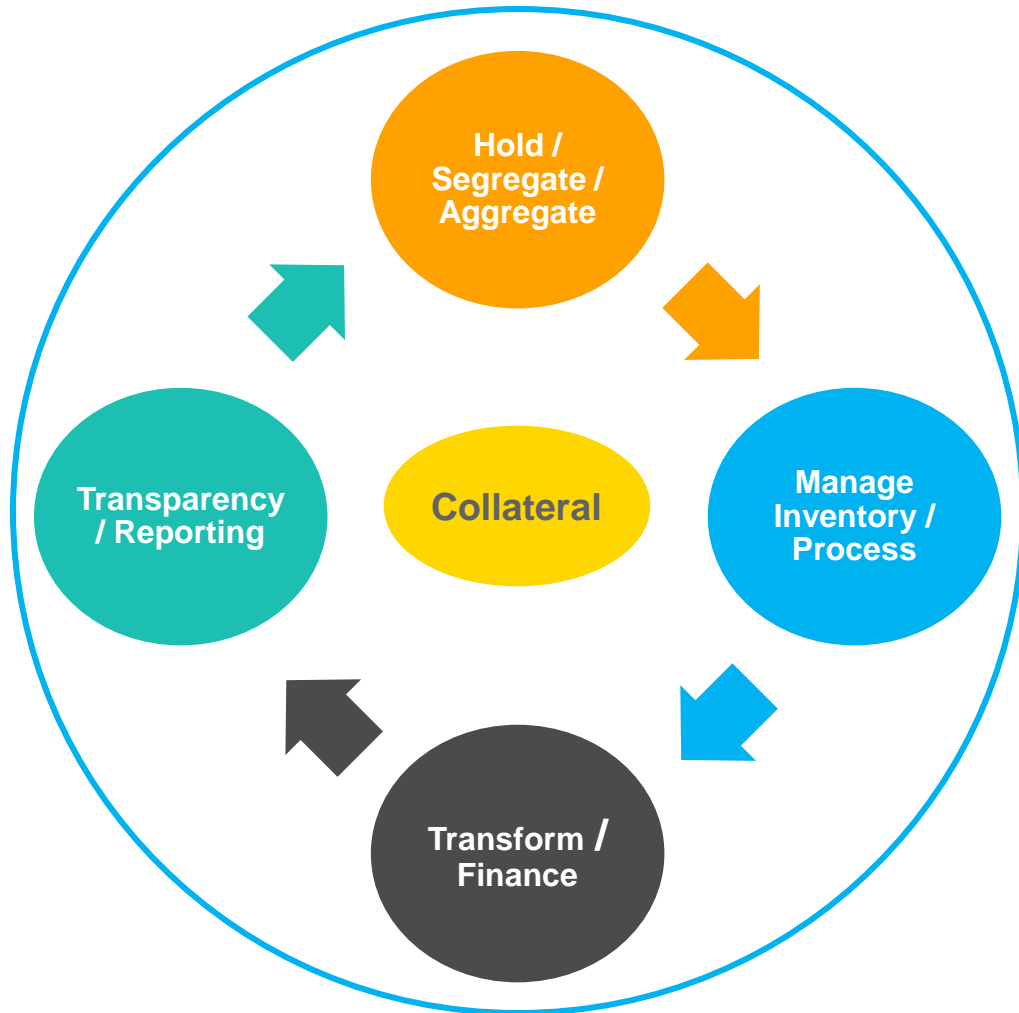 Hold /
Segregate /
Aggregate
Transparency
/ Reporting
Collateral
Manage
Inventory /
Process
Transform /
Finance